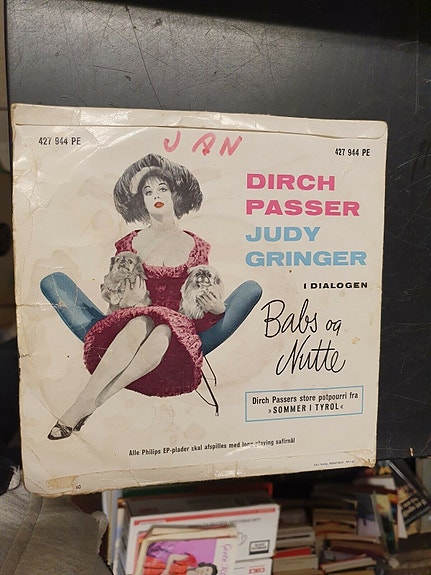 427 944 PE
JAN
427 944 PE
DIRCH
PASSER
JUDY
GRINGER
I DIALOGEN
Babs og
Nutte
Dirch Passers store potpourri fra
»SOMMER I TYROL«
Alle Philips EP-plader skal afspilles med long playing safirnål
60